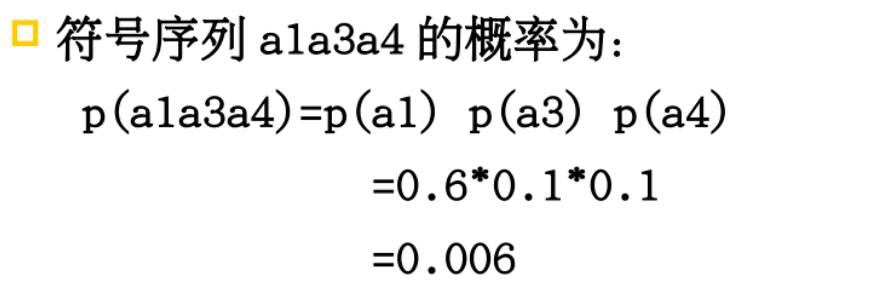 符号序列 a1a3a4 的概率为：
p(a1a3a4)=p(a1) p(a3) p(a4)
=0.6*0.1*0.1
=0.006